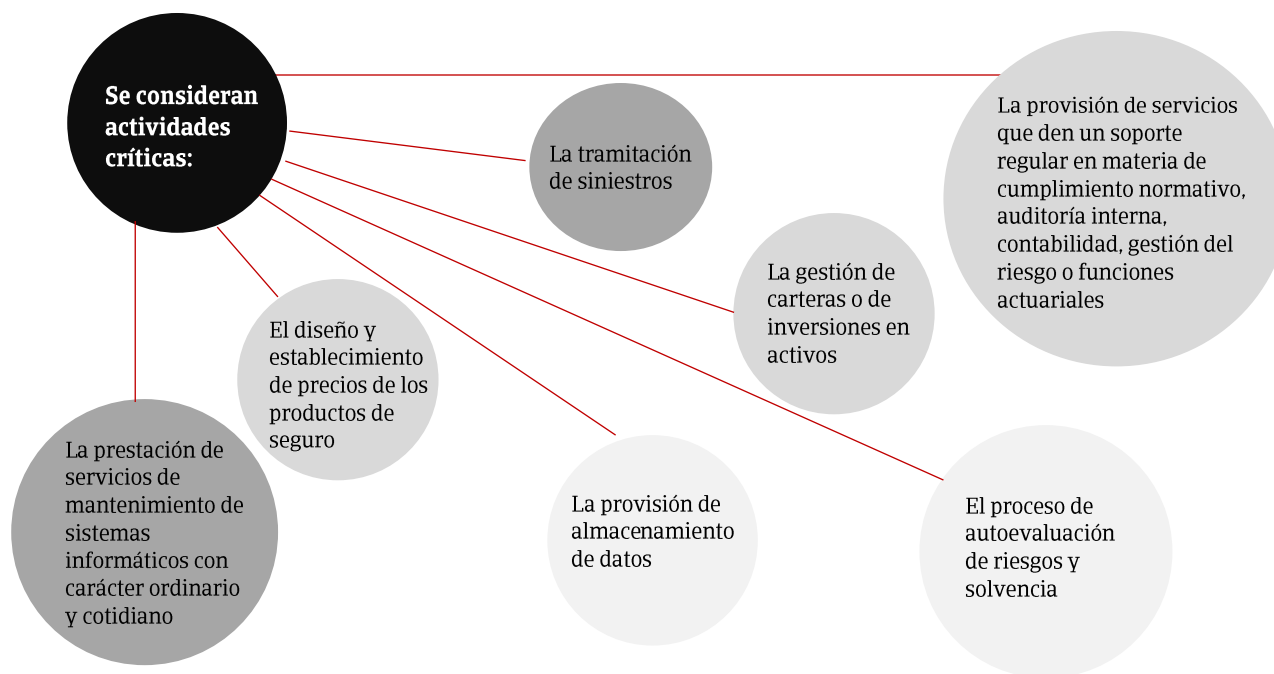 Se consideran
actividades
críticas:
La provisión de servicios
que den un soporte
regular en materia de
cumplimiento normativo,
auditoría interna,
contabilidad, gestión del
riesgo o funciones
actuariales
La tramitación
de siniestros
La gestión de
carteras o de
inversiones en
activos
El diseño y
establecimiento
de precios de los
productos de
seguro
La prestación de
servicios de
mantenimiento de
sistemas
informáticos con
carácter ordinario
y cotidiano
La provisión de
almacenamiento
de datos
El proceso de
autoevaluación
de riesgos y
solvencia